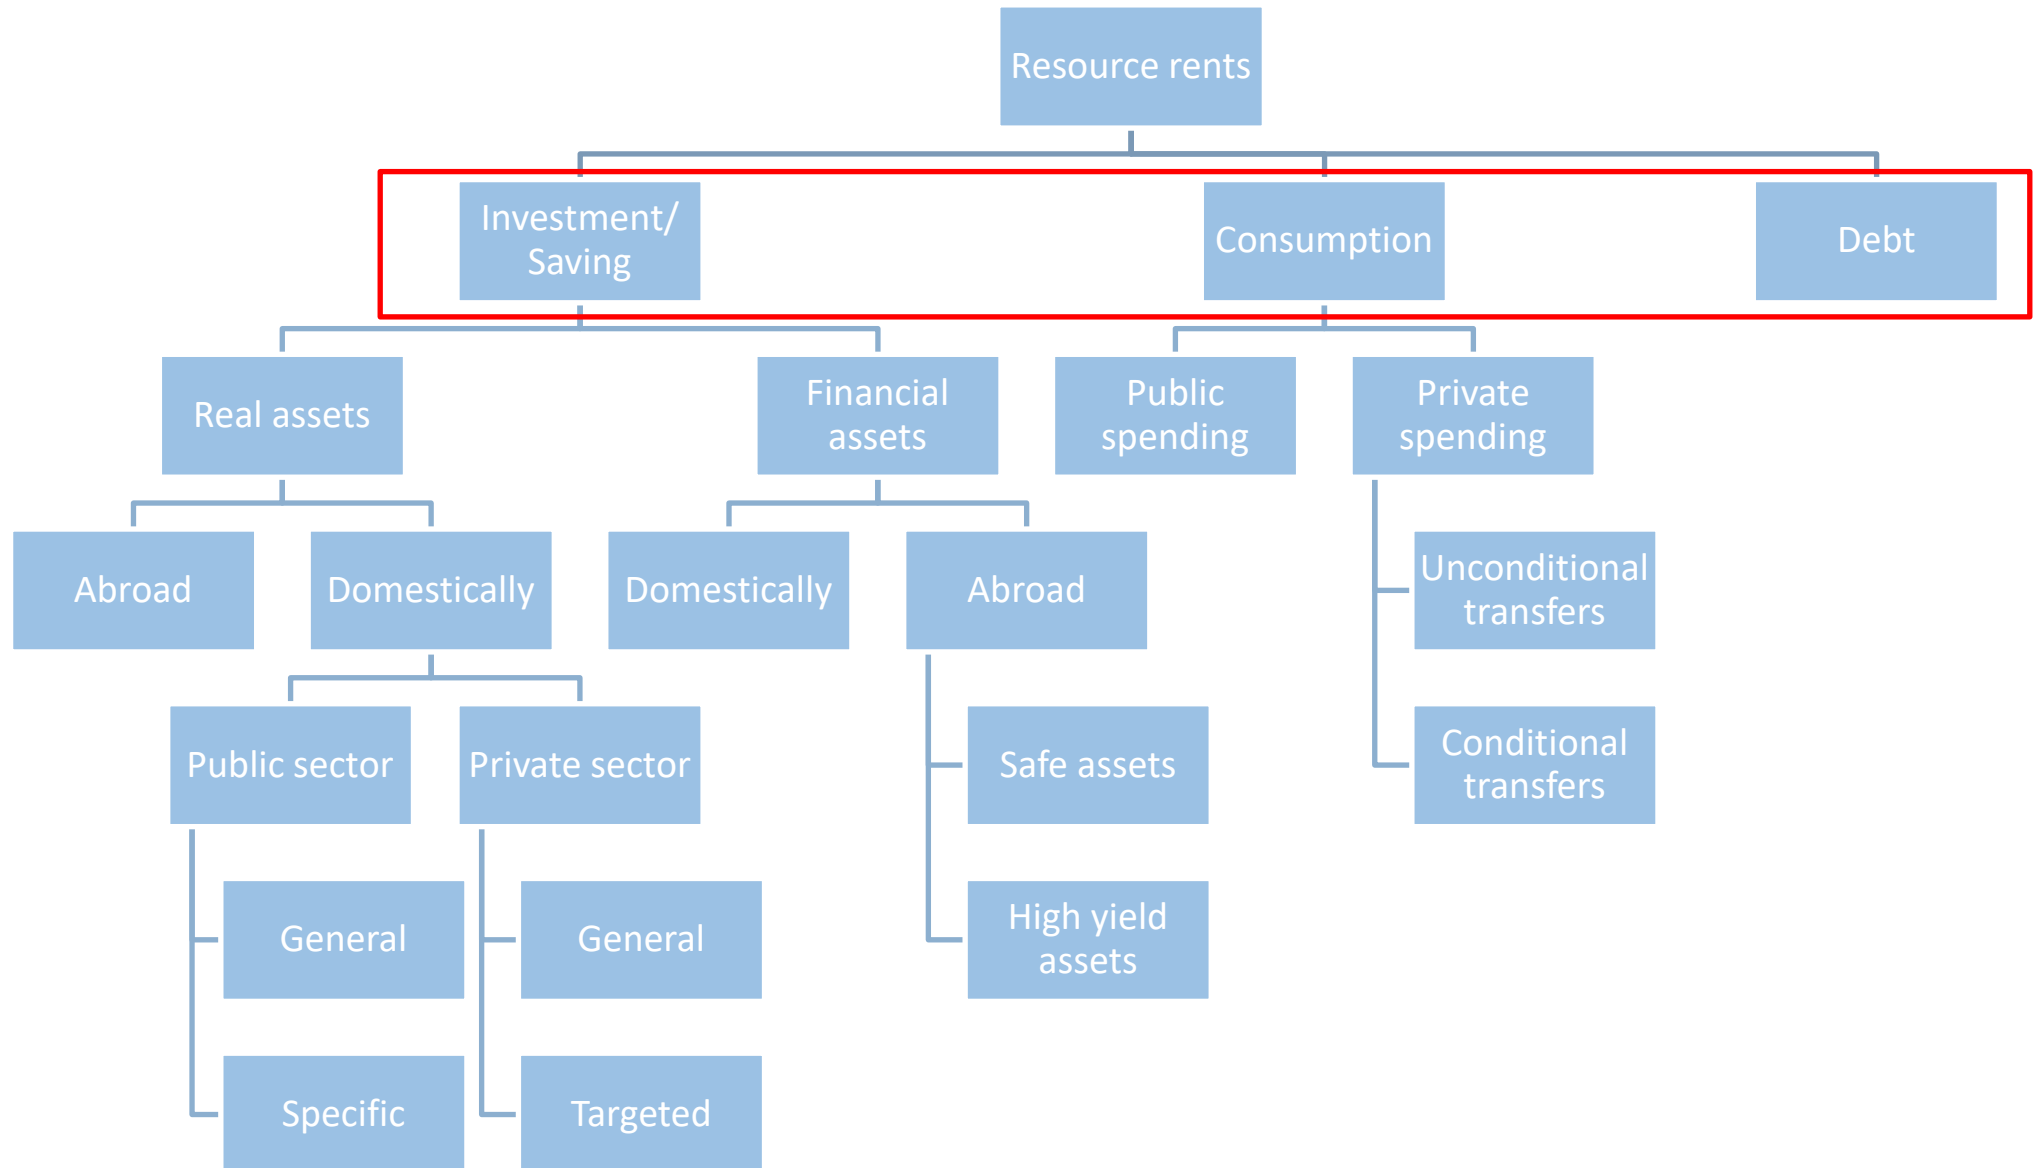 Resource rents
Investment/
Saving
Consumption
Debt
Real assets
Financial
assets
Public
spending
Private
spending
Abroad
Domestically
Domestically
Abroad
Unconditional
transfers
Public sector
Private sector
Safe assets
Conditional
transfers
General
General
High yield
assets
Specific
Targeted